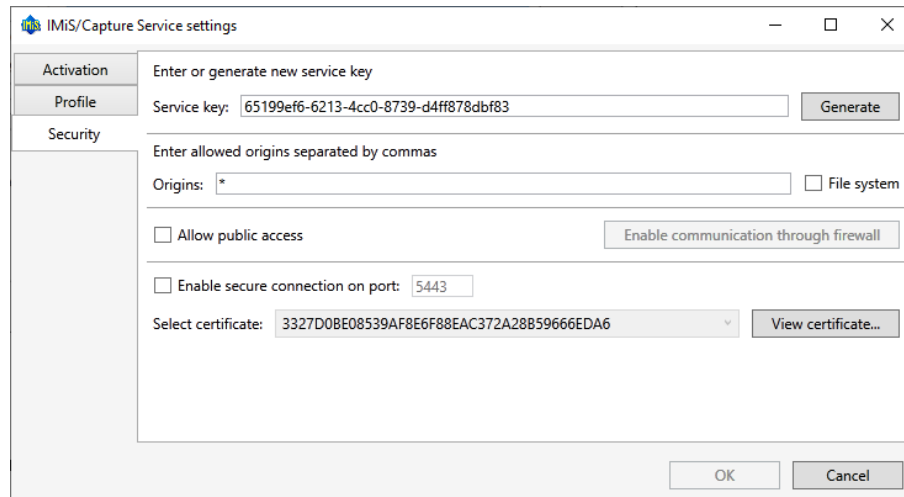 IMiS/Capture Service settings
Activation
Profile
Security
Enter or generate new service key
Service key: 65199ef6-6213-4cc0-8739-d4ff878dbf83 Generate
Enter allowed origins separated by commas
Origins: * File system
Allow public access Enable communication through firewall
Enable secure connection on port: 5443
Select certificate: 3327D0BE08539AF8E6F88EAC372A28B59666EDA6 View certificate...
OK Cancel